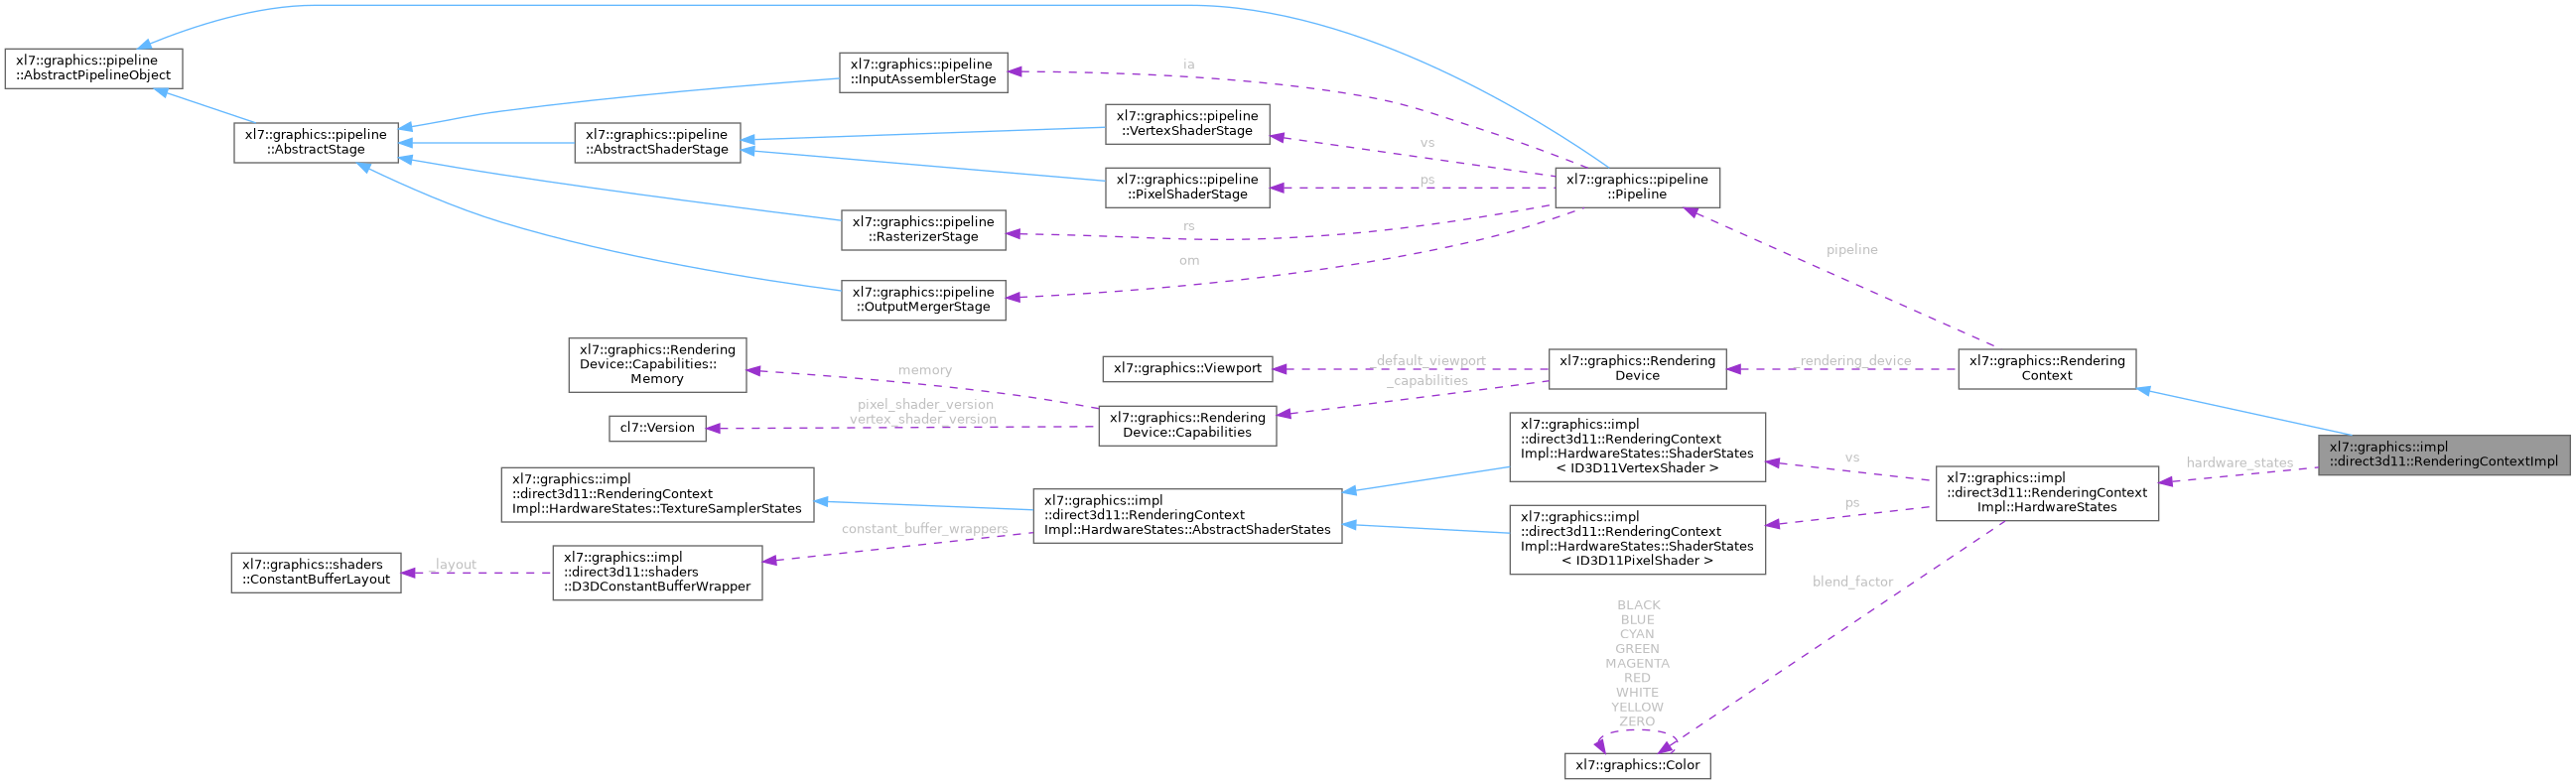 xl7::graphics::pipeline
::AbstractPipelineObject
xl7::graphics::pipeline
::AbstractStage
xl7::graphics::pipeline
::InputAssemblerStage
xl7::graphics::pipeline
::AbstractShaderStage
xl7::graphics::pipeline
::VertexShaderStage
xl7::graphics::pipeline
::PixelShaderStage
xl7::graphics::pipeline
::RasterizerStage
xl7::graphics::pipeline
::OutputMergerStage
ia
vs
ps
rs
om
xl7::graphics::pipeline
::Pipeline
pipeline
xl7::graphics::Rendering
Device::Capabilities::
Memory
memory
cl7::Version
pixel_shader_version
vertex_shader_version
xl7::graphics::Viewport
xl7::graphics::Rendering
Device::Capabilities
_default_viewport
_capabilities
xl7::graphics::Rendering
Device
_rendering_device
xl7::graphics::Rendering
Context
xl7::graphics::impl
::direct3d11::RenderingContextImpl
hardware_states
xl7::graphics::impl
::direct3d11::RenderingContext
Impl::HardwareStates
vs
ps
blend_factor
xl7::graphics::impl
::direct3d11::RenderingContext
Impl::HardwareStates::ShaderStates
< ID3D11VertexShader >
xl7::graphics::impl
::direct3d11::RenderingContext
Impl::HardwareStates::ShaderStates
< ID3D11PixelShader >
xl7::graphics::impl
::direct3d11::RenderingContext
Impl::HardwareStates::AbstractShaderStates
xl7::graphics::impl
::direct3d11::RenderingContext
Impl::HardwareStates::TextureSamplerStates
constant_buffer_wrappers
xl7::graphics::impl
::direct3d11::shaders
::D3DConstantBufferWrapper
_layout
xl7::graphics::shaders
::ConstantBufferLayout
BLACK
BLUE
CYAN
GREEN
MAGENTA
RED
WHITE
YELLOW
ZERO
xl7::graphics::Color